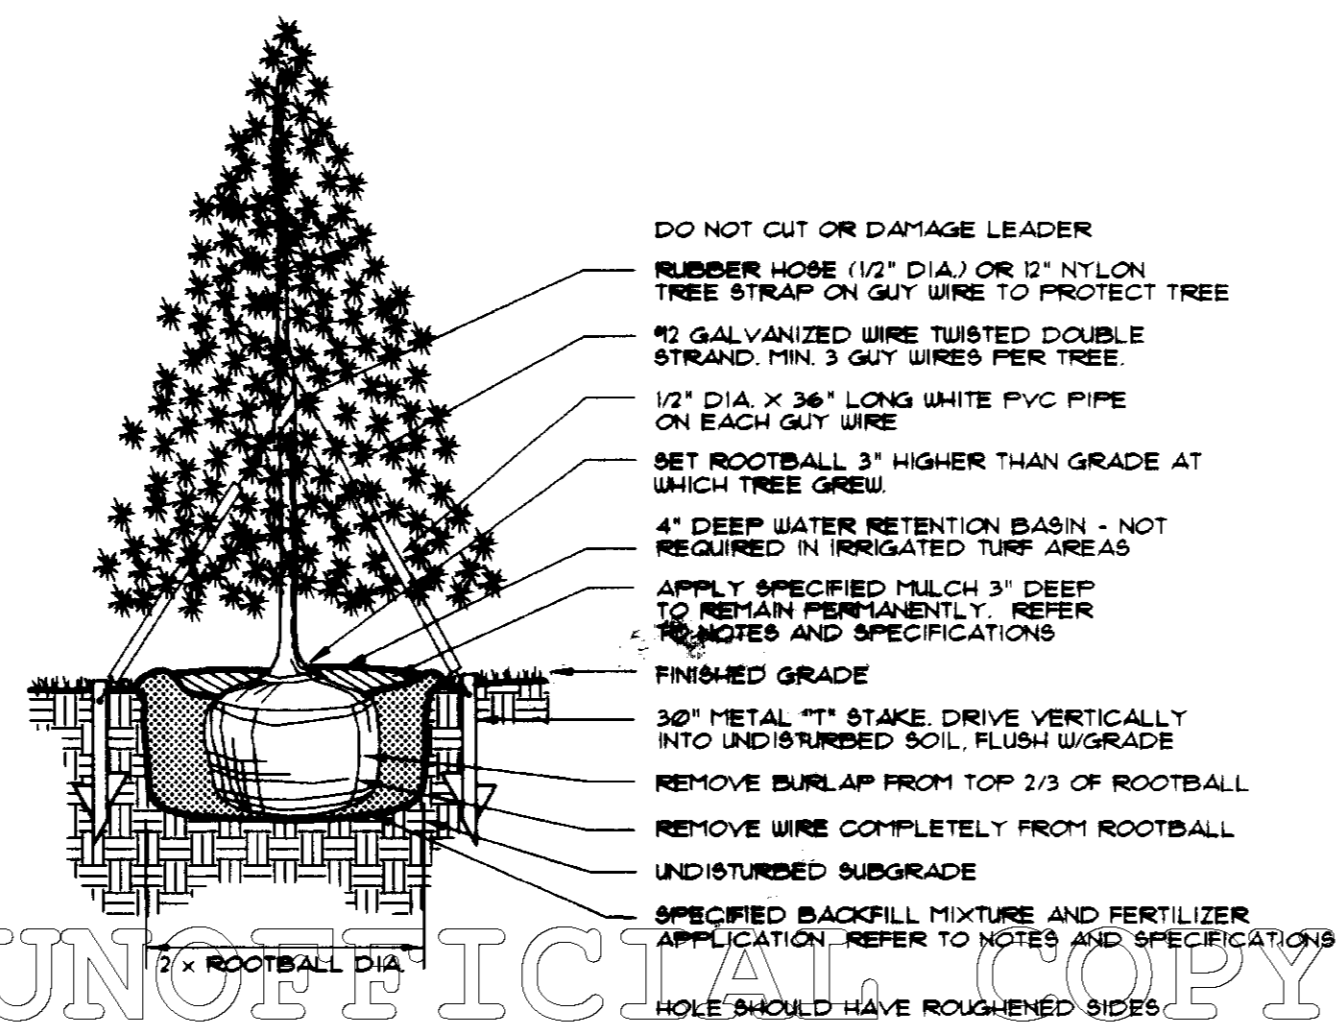 DO NOT CUT OR DAMAGE LEADER
RUBBER HOSE (1/2" DIA.) OR 12" NYLON
TREE STRAP ON GUY WIRE TO PROTECT TREE
#12 GALVANIZED WIRE TWISTED DOUBLE
STRAND. MIN. 3 GUY WIRES PER TREE.
1/2" DIA. X 36" LONG WHITE PVC PIPE
ON EACH GUY WIRE
SET ROOTBALL 3" HIGHER THAN GRADE AT
WHICH TREE GREW.
4" DEEP WATER RETENTION BASIN - NOT
REQUIRED IN IRRIGATED TURF AREAS
APPLY SPECIFIED MULCH 3" DEEP
TO REMAIN PERMANENTLY. REFER
TO NOTES AND SPECIFICATIONS
FINISHED GRADE
30" METAL "T" STAKE. DRIVE VERTICALLY
INTO UNDISTURBED SOIL, FLUSH W/GRADE
REMOVE BURLAP FROM TOP 2/3 OF ROOTBALL
REMOVE WIRE COMPLETELY FROM ROOTBALL
UNDISTURBED SUBGRADE
SPECIFIED BACKFILL MIXTURE AND FERTILIZER
APPLICATION REFER TO NOTES AND SPECIFICATIONS
2 x ROOTBALL DIA.
HOLE SHOULD HAVE ROUGHENED SIDES
UNOFFICIAL COPY